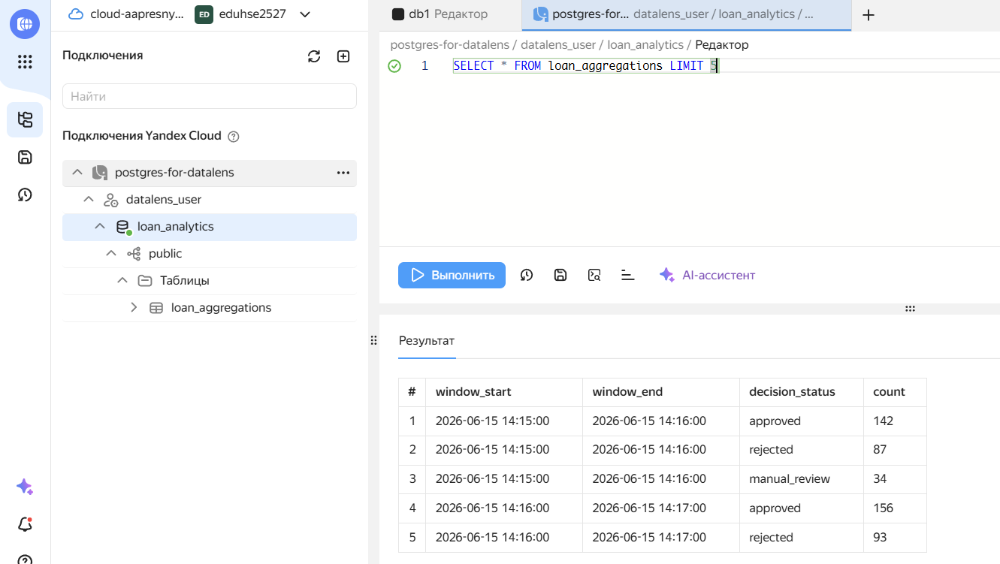 cloud-aapresny... ED eduhse2527
db1 Редактор
postgres-for... datalens_user / loan_analytics / ...
Подключения
Найти
Подключения Yandex Cloud
postgres-for-datalens
datalens_user
loan_analytics
public
Таблицы
loan_aggregations
postgres-for-datalens / datalens_user / loan_analytics / Редактор
1 SELECT * FROM loan_aggregations LIMIT 5
Выполнить AI-ассистент
Результат
# window_start window_end decision_status count
1 2026-06-15 14:15:00 2026-06-15 14:16:00 approved 142
2 2026-06-15 14:15:00 2026-06-15 14:16:00 rejected 87
3 2026-06-15 14:15:00 2026-06-15 14:16:00 manual_review 34
4 2026-06-15 14:16:00 2026-06-15 14:17:00 approved 156
5 2026-06-15 14:16:00 2026-06-15 14:17:00 rejected 93